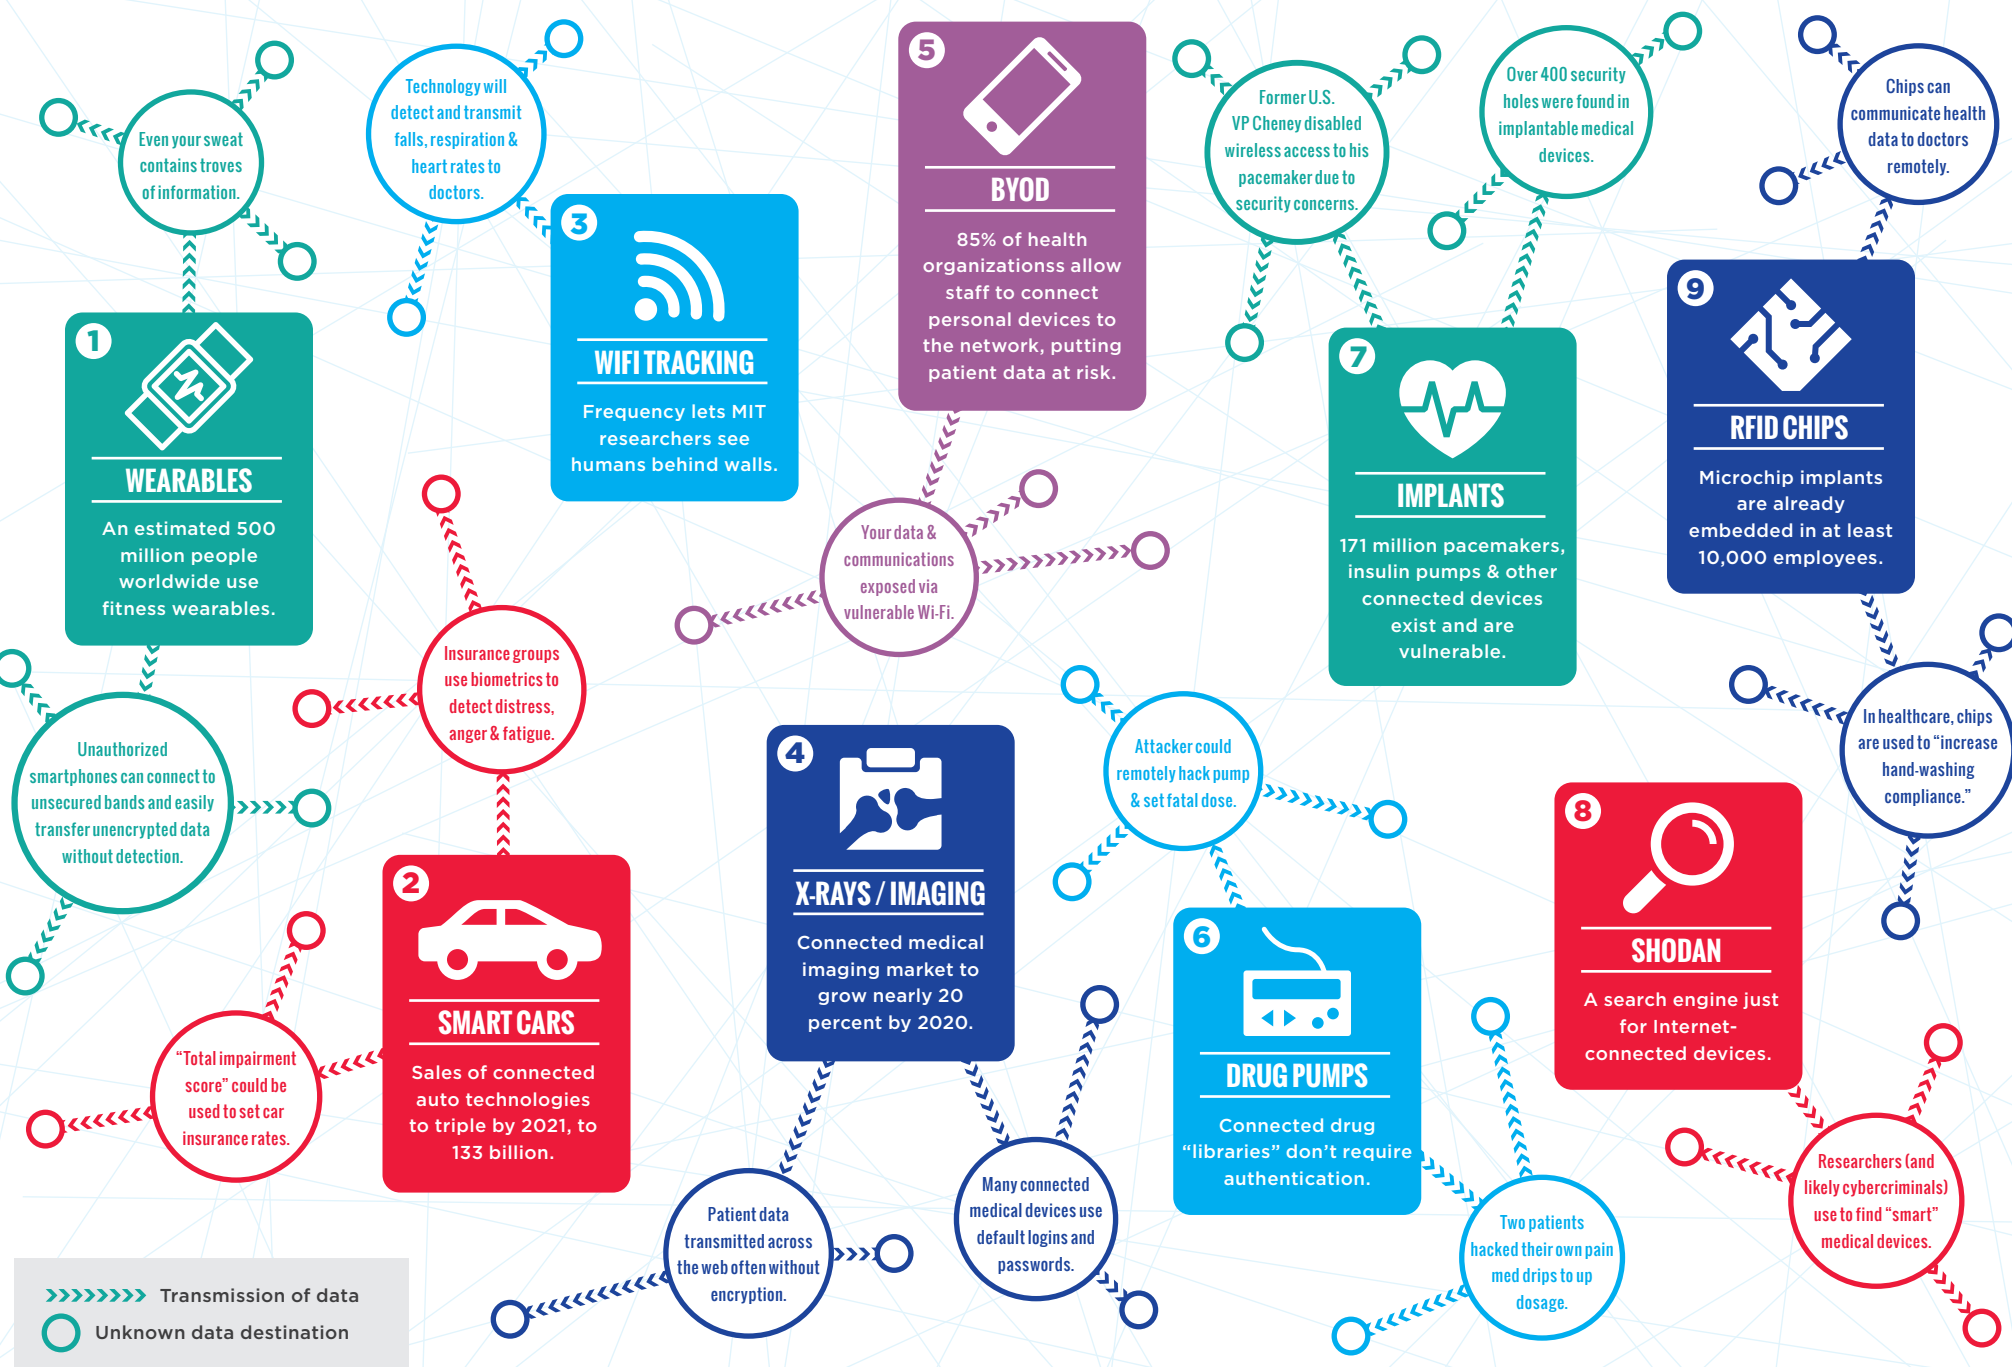 1
WEARABLES
An estimated 500
million people
worldwide use
fitness wearables.
Even your sweat
contains troves
of information.
Unauthorized
smartphones can connect to
unsecured bands and easily
transfer unencrypted data
without detection.
2
SMART CARS
Sales of connected
auto technologies
to triple by 2021, to
133 billion.
Insurance groups
use biometrics to
detect distress,
anger & fatigue.
“Total impairment
score” could be
used to set car
insurance rates.
3
WIFI TRACKING
Frequency lets MIT
researchers see
humans behind walls.
Technology will
detect and transmit
falls, respiration &
heart rates to
doctors.
4
X-RAYS / IMAGING
Connected medical
imaging market to
grow nearly 20
percent by 2020.
Patient data
transmitted across
the web often without
encryption.
Many connected
medical devices use
default logins and
passwords.
5
BYOD
85% of health
organizationss allow
staff to connect
personal devices to
the network, putting
patient data at risk.
Your data &
communications
exposed via
vulnerable Wi-Fi.
6
DRUG PUMPS
Connected drug
“libraries” don’t require
authentication.
Attacker could
remotely hack pump
& set fatal dose.
Two patients
hacked their own pain
med drips to up
dosage.
7
IMPLANTS
171 million pacemakers,
insulin pumps & other
connected devices
exist and are
vulnerable.
Former U.S.
VP Cheney disabled
wireless access to his
pacemaker due to
security concerns.
Over 400 security
holes were found in
implantable medical
devices.
8
SHODAN
A search engine just
for Internet-
connected devices.
Researchers (and
likely cybercriminals)
use to find “smart”
medical devices.
9
RFID CHIPS
Microchip implants
are already
embedded in at least
10,000 employees.
Chips can
communicate health
data to doctors
remotely.
In healthcare, chips
are used to “increase
hand-washing
compliance.”
Transmission of data
Unknown data destination